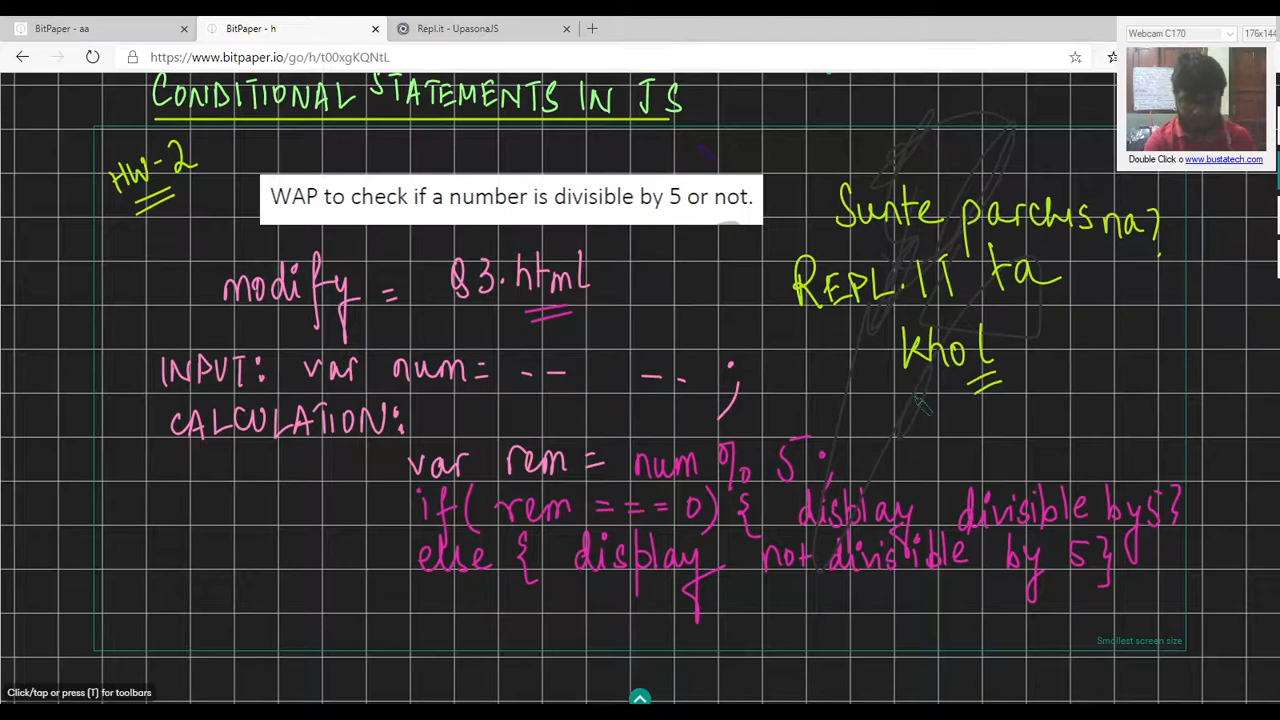 BitPaper - aa
BitPaper - h
Repl.it - UpasonaJS
https://www.bitpaper.io/go/h/t00xgKQNtL
Webcam C170
176x144
Double Click o www.bustatech.com
CONDITIONAL STATEMENTS IN JS
HW-2
WAP to check if a number is divisible by 5 or not.
Sunte parchis na?
REPL.IT ta
khol
modify = Q3.html
INPUT: var num= -- -- ;
CALCULATION:
var rem = num % 5;
if( rem === 0) { display divisible by 5}
else { display not divisible by 5}
Smallest screen size
Click/tap or press [T] for toolbars